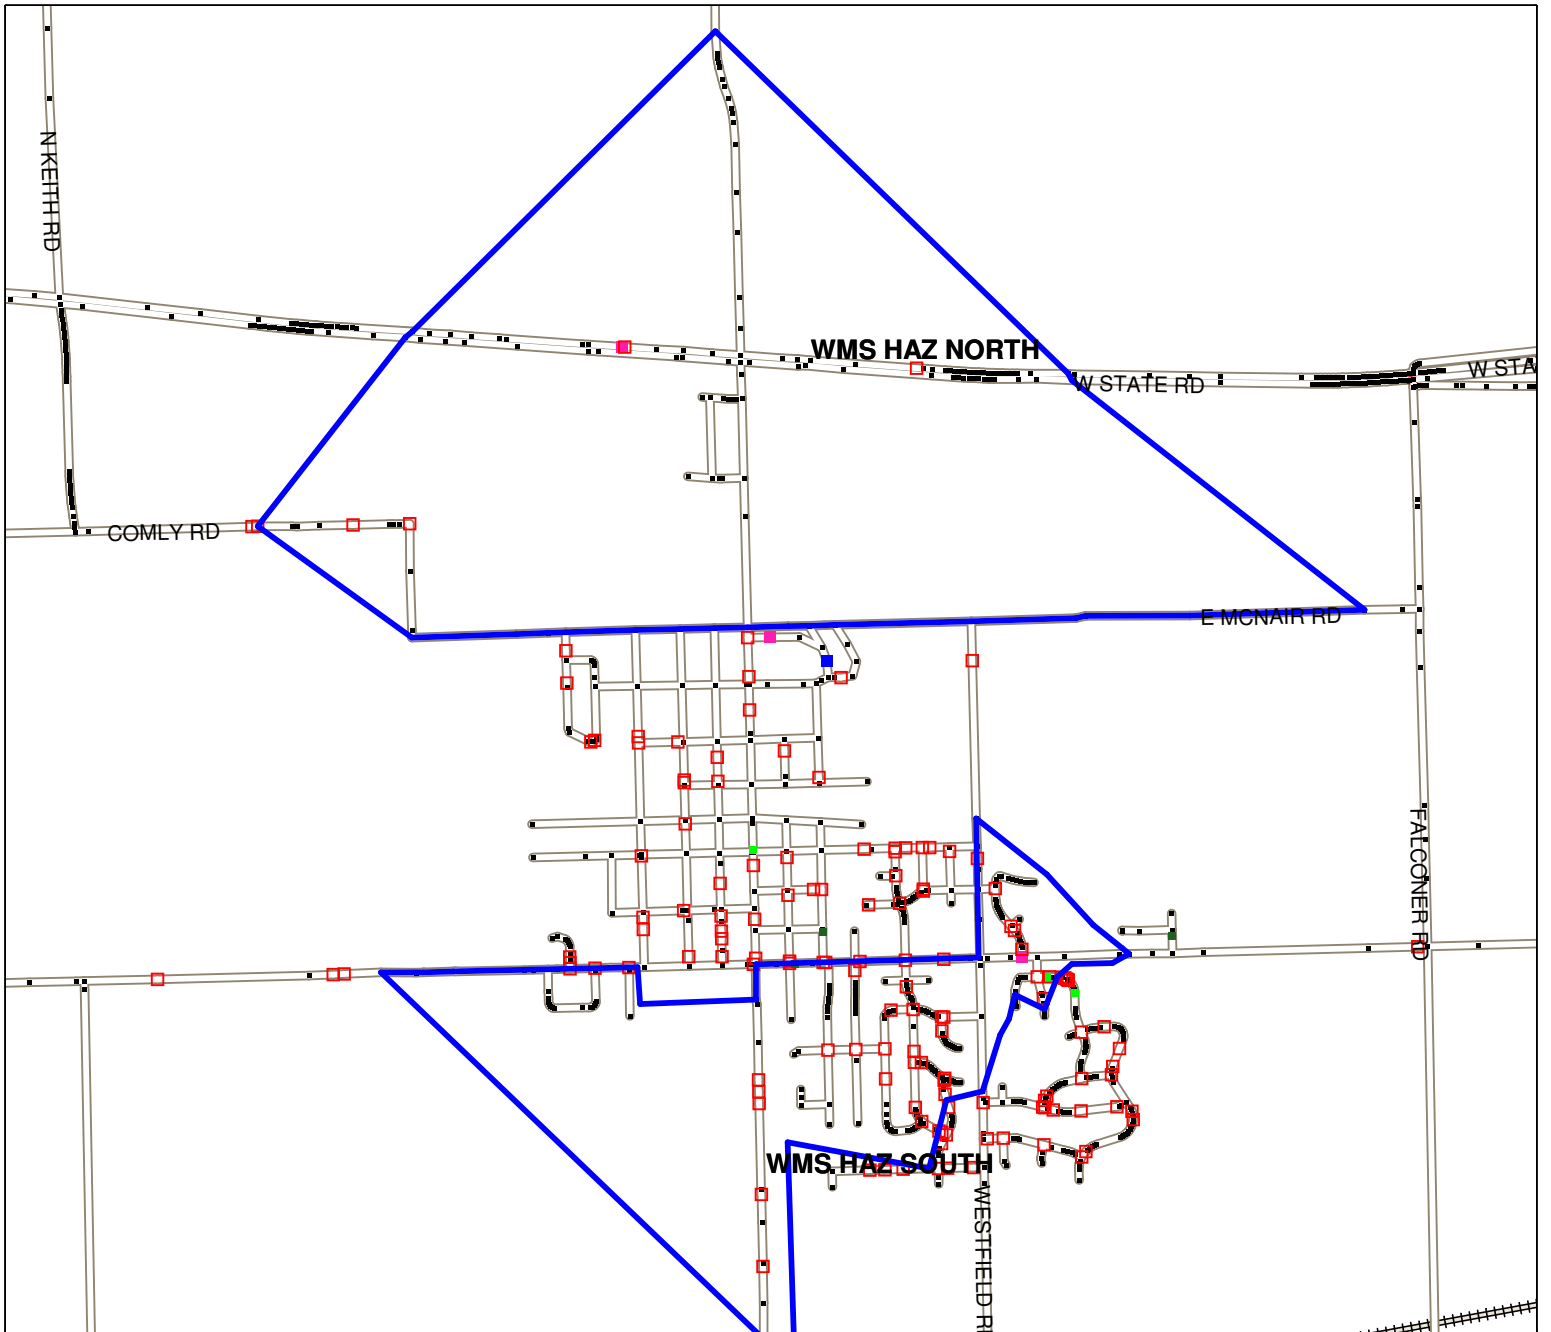 N KEITH RD
WMS HAZ NORTH
W STATE RD
W STA
COMLY RD
E MCNAIR RD
FALCONER RD
WMS HAZ SOUTH
WESTFIELD R